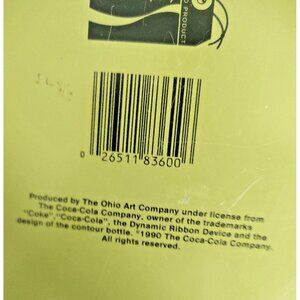 D PRODUCT
0 26511 83600
Produced by The Ohio Art Company under license from
The Coca-Cola Company, owner of the trademarks
"Coke", "Coca-Cola", the Dynamic Ribbon Device and the
design of the contour bottle. ©1990 The Coca-Cola Company.
All rights reserved.